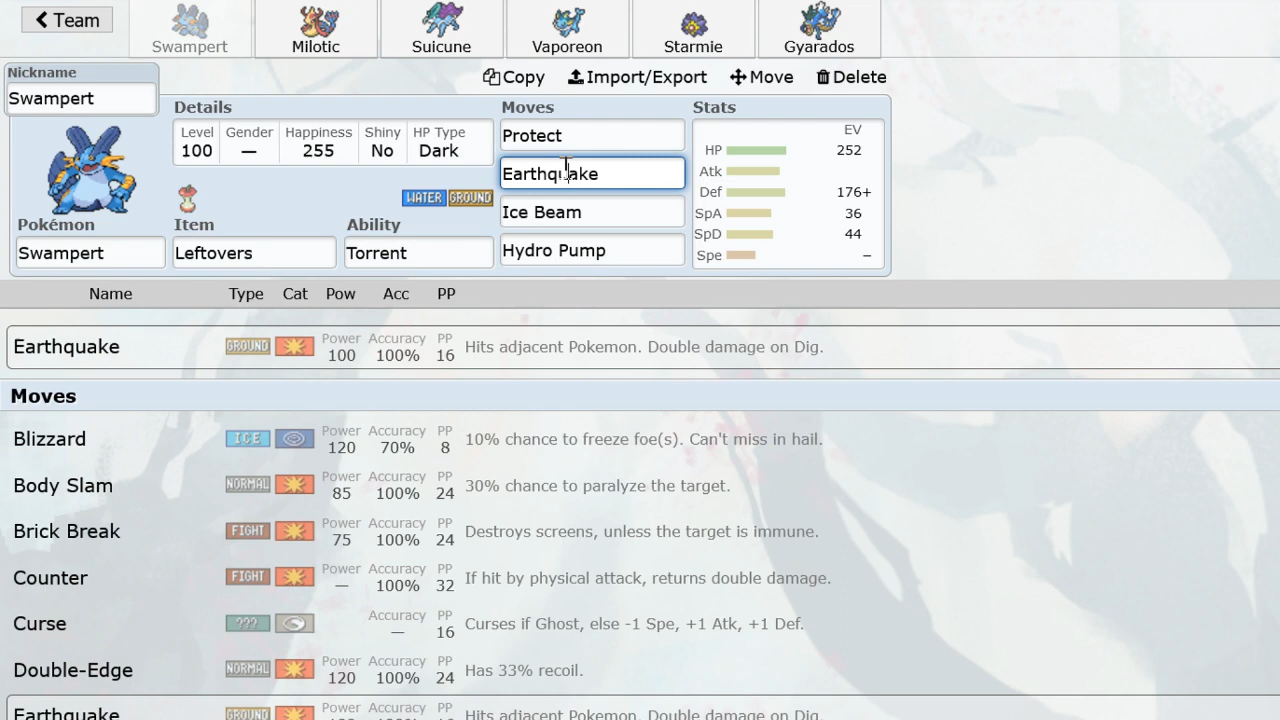 Team
Swampert Milotic Suicune Vaporeon Starmie Gyarados
Copy Import/Export Move Delete
Nickname
Swampert
Details Moves Stats
Level Gender Happiness Shiny HP Type
100 — 255 No Dark
WATER GROUND
Pokémon Item Ability
Swampert Leftovers Torrent
Protect
Earthquake
Ice Beam
Hydro Pump
EV
HP 252
Atk
Def 176+
SpA 36
SpD 44
Spe –
Name Type Cat Pow Acc PP
Earthquake GROUND Power 100 Accuracy 100% PP 16 Hits adjacent Pokemon. Double damage on Dig.
Moves
Blizzard ICE Power 120 Accuracy 70% PP 8 10% chance to freeze foe(s). Can't miss in hail.
Body Slam NORMAL Power 85 Accuracy 100% PP 24 30% chance to paralyze the target.
Brick Break FIGHT Power 75 Accuracy 100% PP 24 Destroys screens, unless the target is immune.
Counter FIGHT Power — Accuracy 100% PP 32 If hit by physical attack, returns double damage.
Curse ??? Accuracy — PP 16 Curses if Ghost, else -1 Spe, +1 Atk, +1 Def.
Double-Edge NORMAL Power 120 Accuracy 100% PP 24 Has 33% recoil.
Earthquake GROUND Power Accuracy PP Hits adjacent Pokemon. Double damage on Dig.